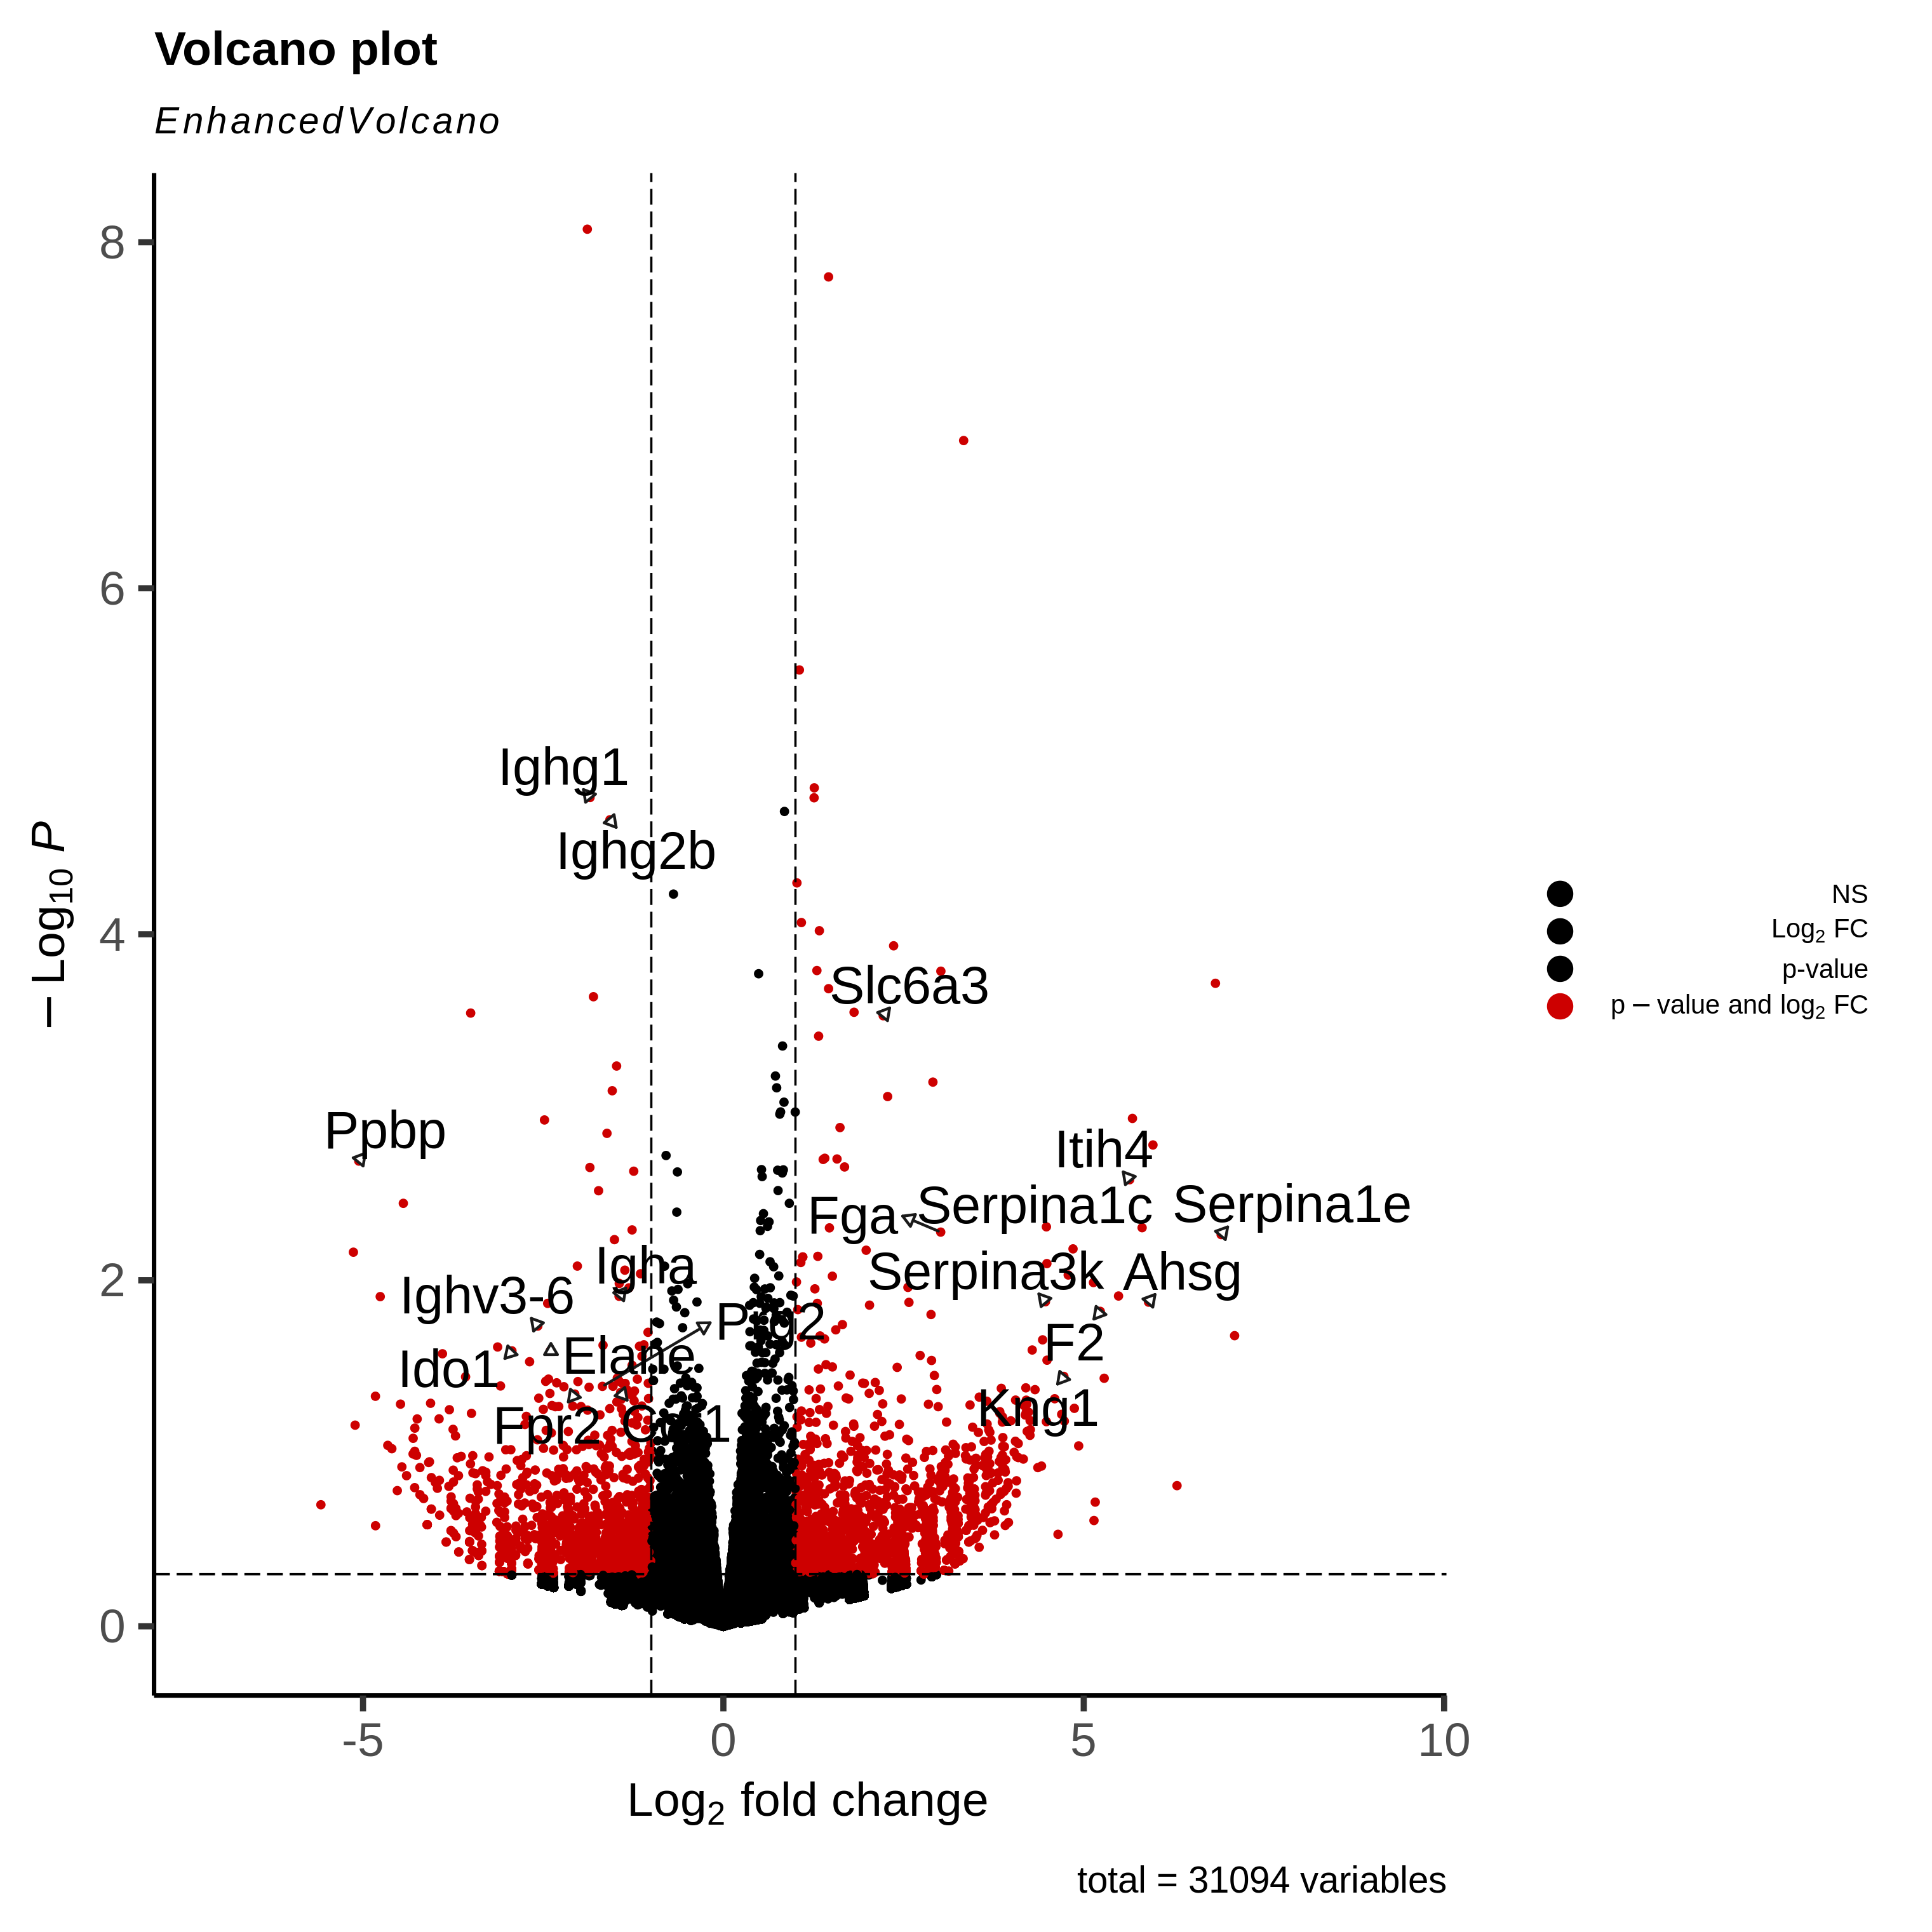 Volcano plot
EnhancedVolcano
8
6
4
2
0
− Log10 P
Ighg1
Ighg2b
Slc6a3
Ppbp
Itih4
Fga
Serpina1c
Serpina1e
Igha
Serpina3k
Ahsg
Ighv3-6
Prg2
F2
Elane
Ido1
Kng1
Fpr2
NS
Log2 FC
p-value
p − value and log2 FC
-5
0
5
10
Log2 fold change
total = 31094 variables